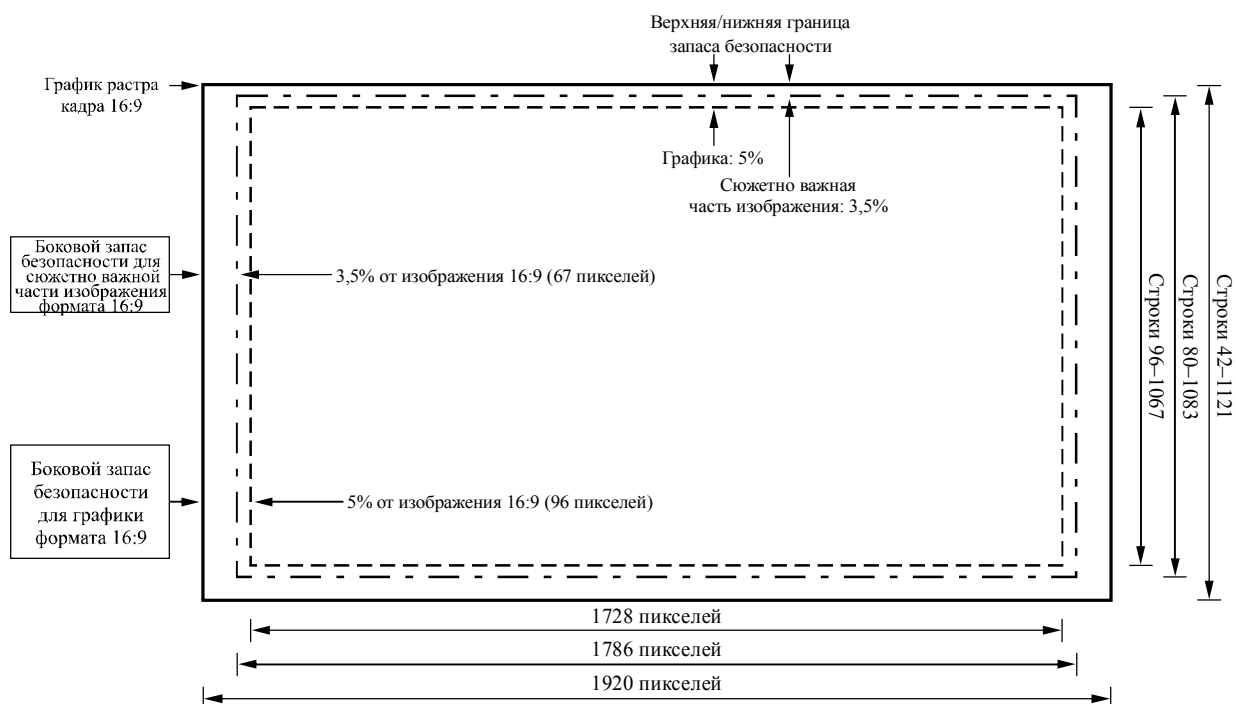 Верхняя/нижняя граница
запаса безопасности
График растра
кадра 16:9
Графика: 5%
Сюжетно важная
часть изображения: 3,5%
Боковой запас
безопасности для
сюжстно важной
части изображения
формата 16:9
3,5% от изображения 16:9 (67 пикселей)
Боковой запас
безопасности
для графики
формата 16:9
5% от изображения 16:9 (96 пикселей)
Строки 96–1067
Строки 80–1083
Строки 42–1121
1728 пикселей
1786 пикселей
1920 пикселей